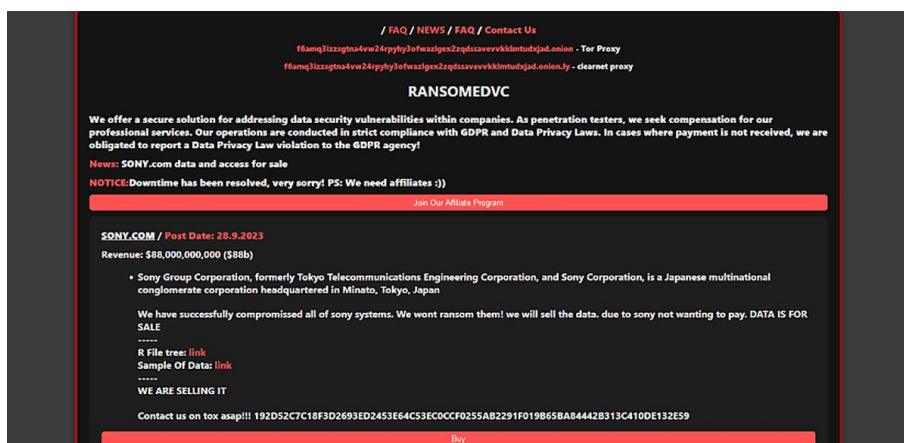 / FAQ / NEWS / FAQ / Contact Us
f6amq3izzsgtna4vw24rpyhy3ofwazlgex2zqdssavevvkklmtudxjad.onion - Tor Proxy
f6amq3izzsgtna4vw24rpyhy3ofwazlgex2zqdssavevvkklmtudxjad.onion.ly - clearnet proxy
RANSOMEDVC
We offer a secure solution for addressing data security vulnerabilities within companies. As penetration testers, we seek compensation for our
professional services. Our operations are conducted in strict compliance with GDPR and Data Privacy Laws. In cases where payment is not received, we are
obligated to report a Data Privacy Law violation to the GDPR agency!
News: SONY.com data and access for sale
NOTICE:Downtime has been resolved, very sorry! PS: We need affiliates :))
Join Our Affiliate Program
SONY.COM / Post Date: 28.9.2023
Revenue: $88,000,000,000 ($88b)
• Sony Group Corporation, formerly Tokyo Telecommunications Engineering Corporation, and Sony Corporation, is a Japanese multinational
conglomerate corporation headquartered in Minato, Tokyo, Japan
We have successfully compromised all of sony systems. We wont ransom them! we will sell the data. due to sony not wanting to pay. DATA IS FOR
SALE
-----
R File tree: link
Sample Of Data: link
-----
WE ARE SELLING IT
Contact us on tox asap!!! 192D52C7C18F3D2693ED2453E64C53EC0CCF0255AB2291F019B65BA84442B313C410DE132E59
Buy